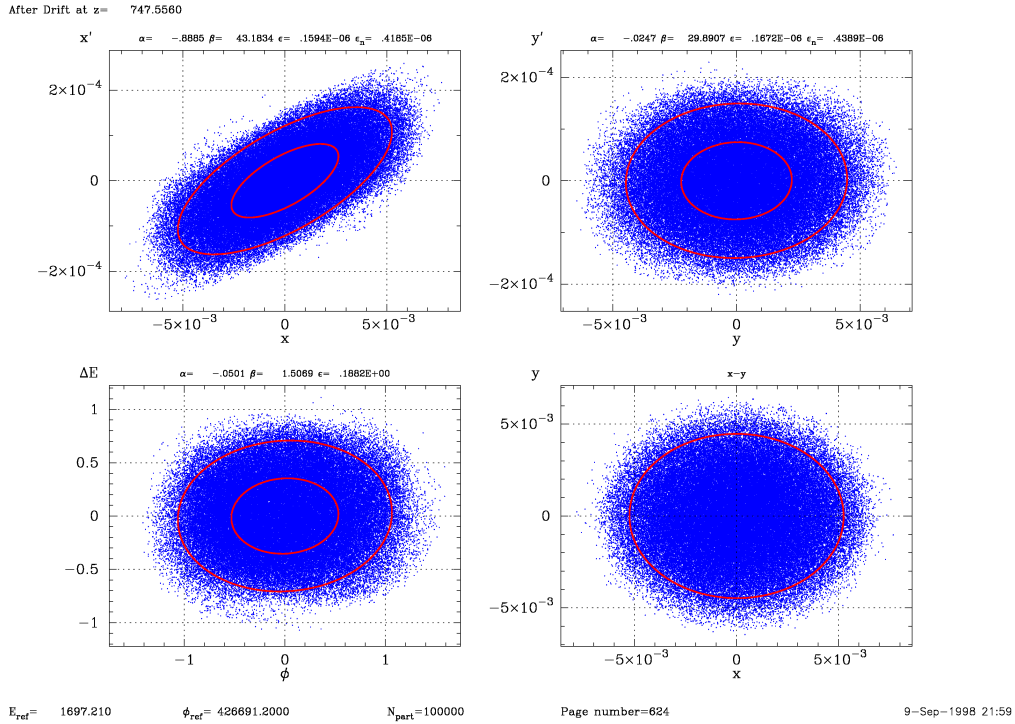 After Drift at z= 747.5560
x′ α= -.8885 β= 43.1834 ϵ= .1594E-06 ϵn= .4185E-06
y′ α= -.0247 β= 29.8907 ϵ= .1672E-06 ϵn= .4389E-06
2×10⁻⁴
0
−2×10⁻⁴
−5×10⁻³ 0 5×10⁻³
x
2×10⁻⁴
0
−2×10⁻⁴
−5×10⁻³ 0 5×10⁻³
y
ΔE α= -.0501 β= 1.5069 ϵ= .1882E+00
y x-y
1
0.5
0
−0.5
−1
−1 0 1
ϕ
5×10⁻³
0
−5×10⁻³
−5×10⁻³ 0 5×10⁻³
x
E_ref= 1697.210 ϕ_ref= 426691.2000 N_part=100000 Page number=624 9-Sep-1998 21:59